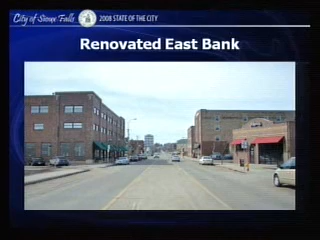 City of Sioux Falls 2008 STATE OF THE CITY
Renovated East Bank